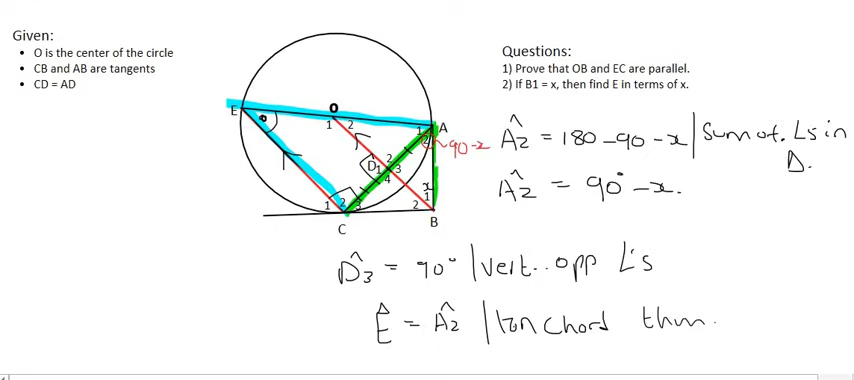 Given:
• O is the center of the circle
• CB and AB are tangents
• CD = AD
Questions:
1) Prove that OB and EC are parallel.
2) If B1 = x, then find E in terms of x.
E
O
1 2
1 A
2
90-x
D 1 2 3 4
x
1
2
1 2 3
C
B
Â2 = 180 - 90 - x | Sum of Ls in Δ.
Â2 = 90° - x.
D̂3 = 90° | vert.. opp L's
Ê = Â2 | tan chord thm.